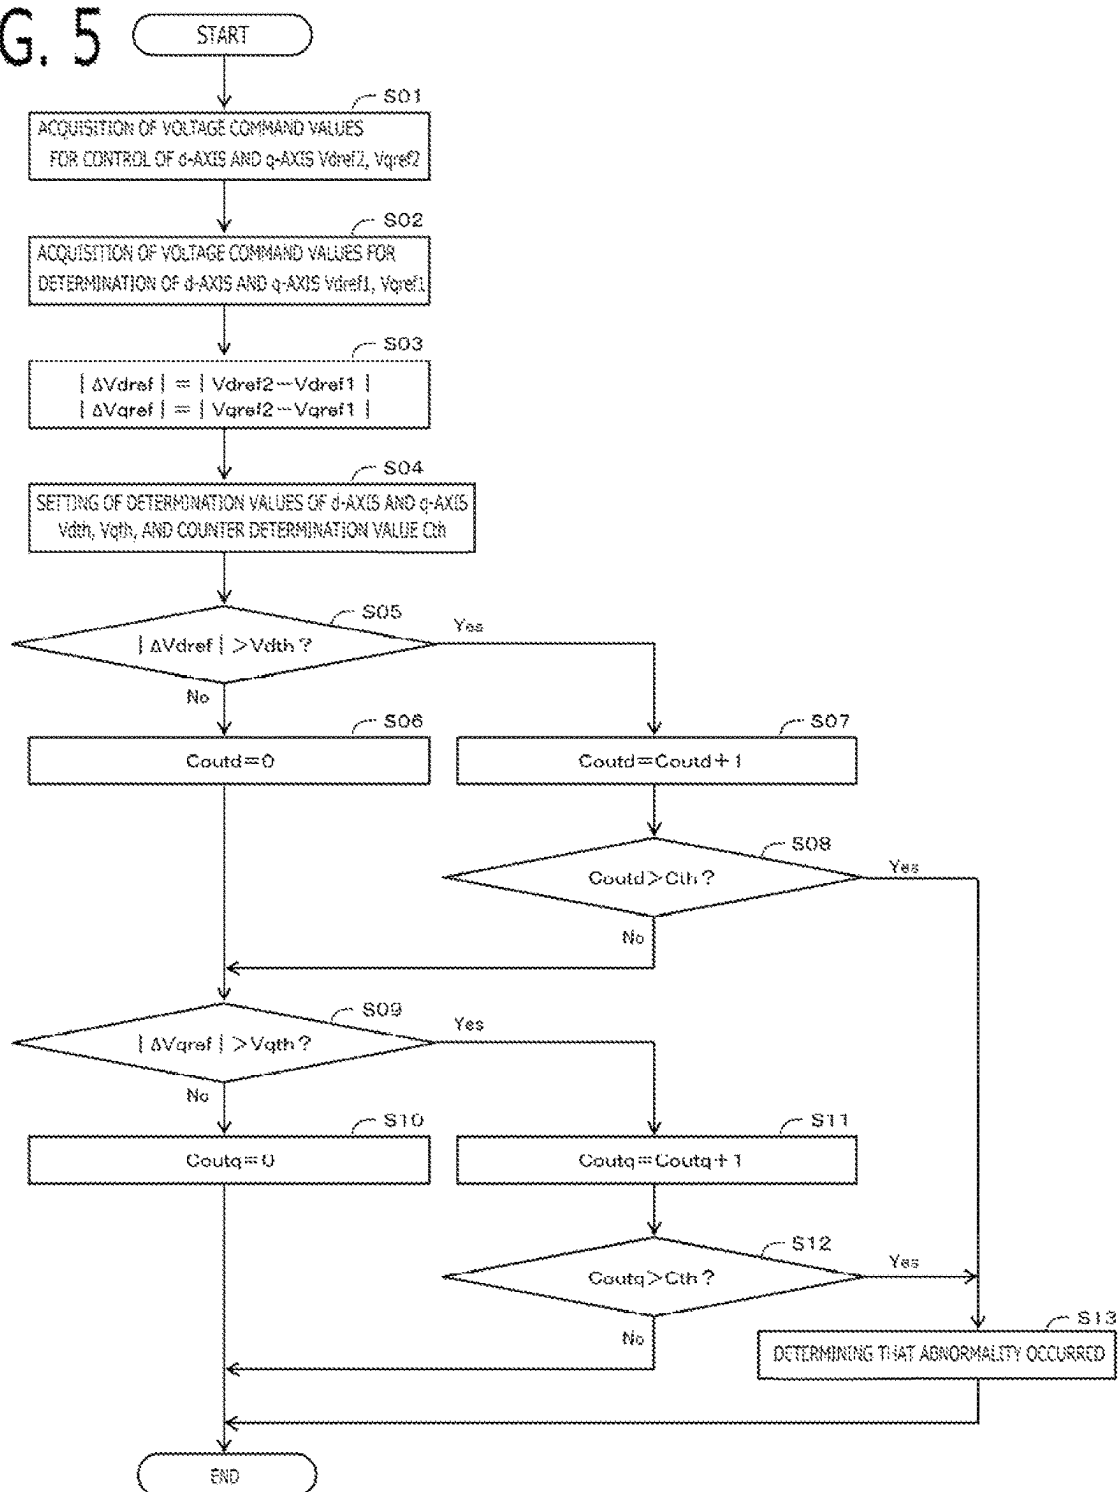 G. 5
START
S01
ACQUISITION OF VOLTAGE COMMAND VALUES
FOR CONTROL OF d-AXIS AND q-AXIS Vdref2, Vqref2
S02
ACQUISITION OF VOLTAGE COMMAND VALUES FOR
DETERMINATION OF d-AXIS AND q-AXIS Vdref1, Vqref1
S03
| ΔVdref | = | Vdref2-Vdref1 |
| ΔVqref | = | Vqref2-Vqref1 |
S04
SETTING OF DETERMINATION VALUES OF d-AXIS AND q-AXIS
Vdth, Vqth, AND COUNTER DETERMINATION VALUE Cth
S05
| ΔVdref | >Vdth?
Yes
No
S06
Coutd=0
S07
Coutd=Coutd+1
S08
Coutd>Cth?
Yes
No
S09
| ΔVqref | >Vqth?
Yes
No
S10
Coutq=0
S11
Coutq=Coutq+1
S12
Coutq>Cth?
Yes
No
S13
DETERMINING THAT ABNORMALITY OCCURRED
END